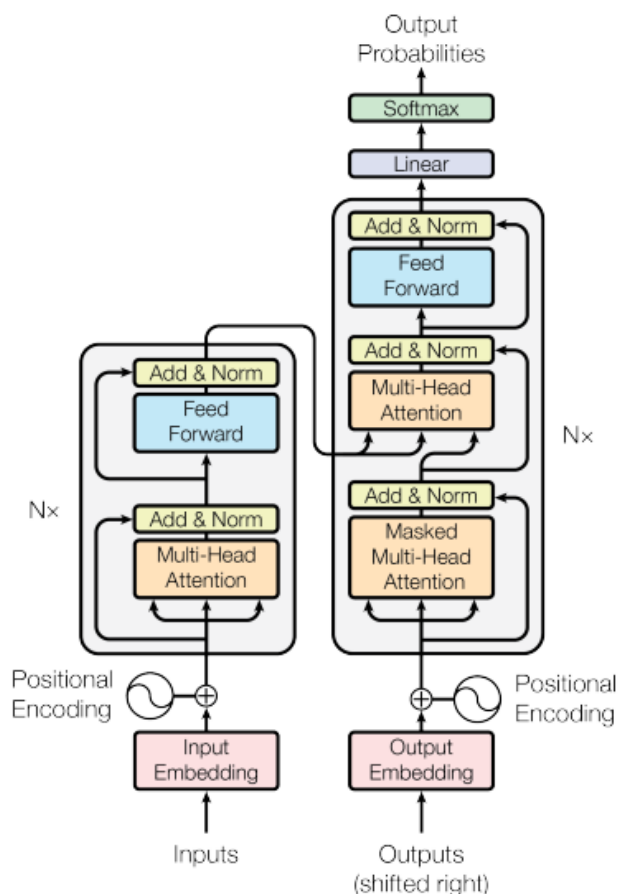 Output
Probabilities
Softmax
Linear
Add & Norm
Feed
Forward
Add & Norm
Multi-Head
Attention
Nx
Add & Norm
Masked
Multi-Head
Attention
Add & Norm
Feed
Forward
Nx
Add & Norm
Multi-Head
Attention
Positional
Encoding
Positional
Encoding
Input
Embedding
Output
Embedding
Inputs
Outputs
(shifted right)